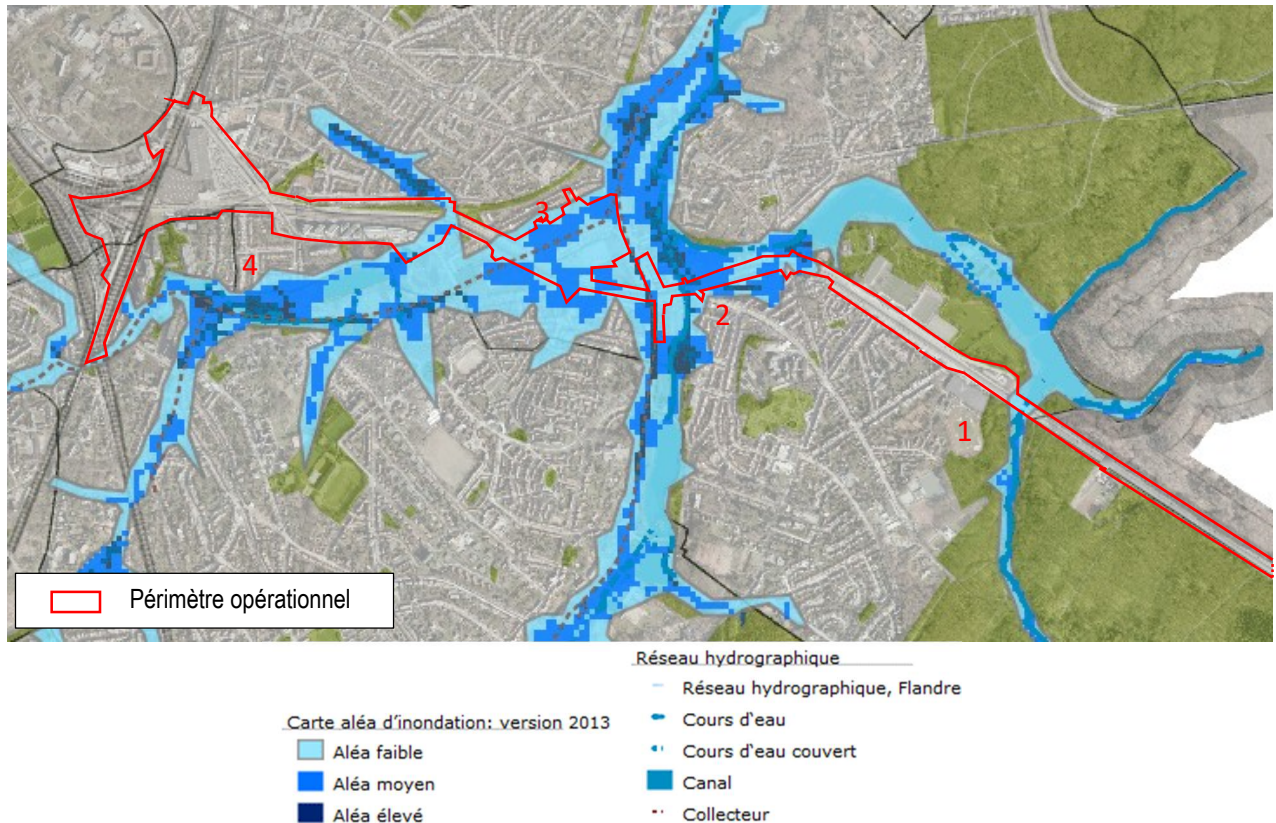 3
4
2
1
Périmètre opérationnel
Réseau hydrographique
Réseau hydrographique, Flandre
Carte aléa d'inondation: version 2013
Cours d'eau
Aléa faible
Cours d'eau couvert
Aléa moyen
Canal
Aléa élevé
Collecteur